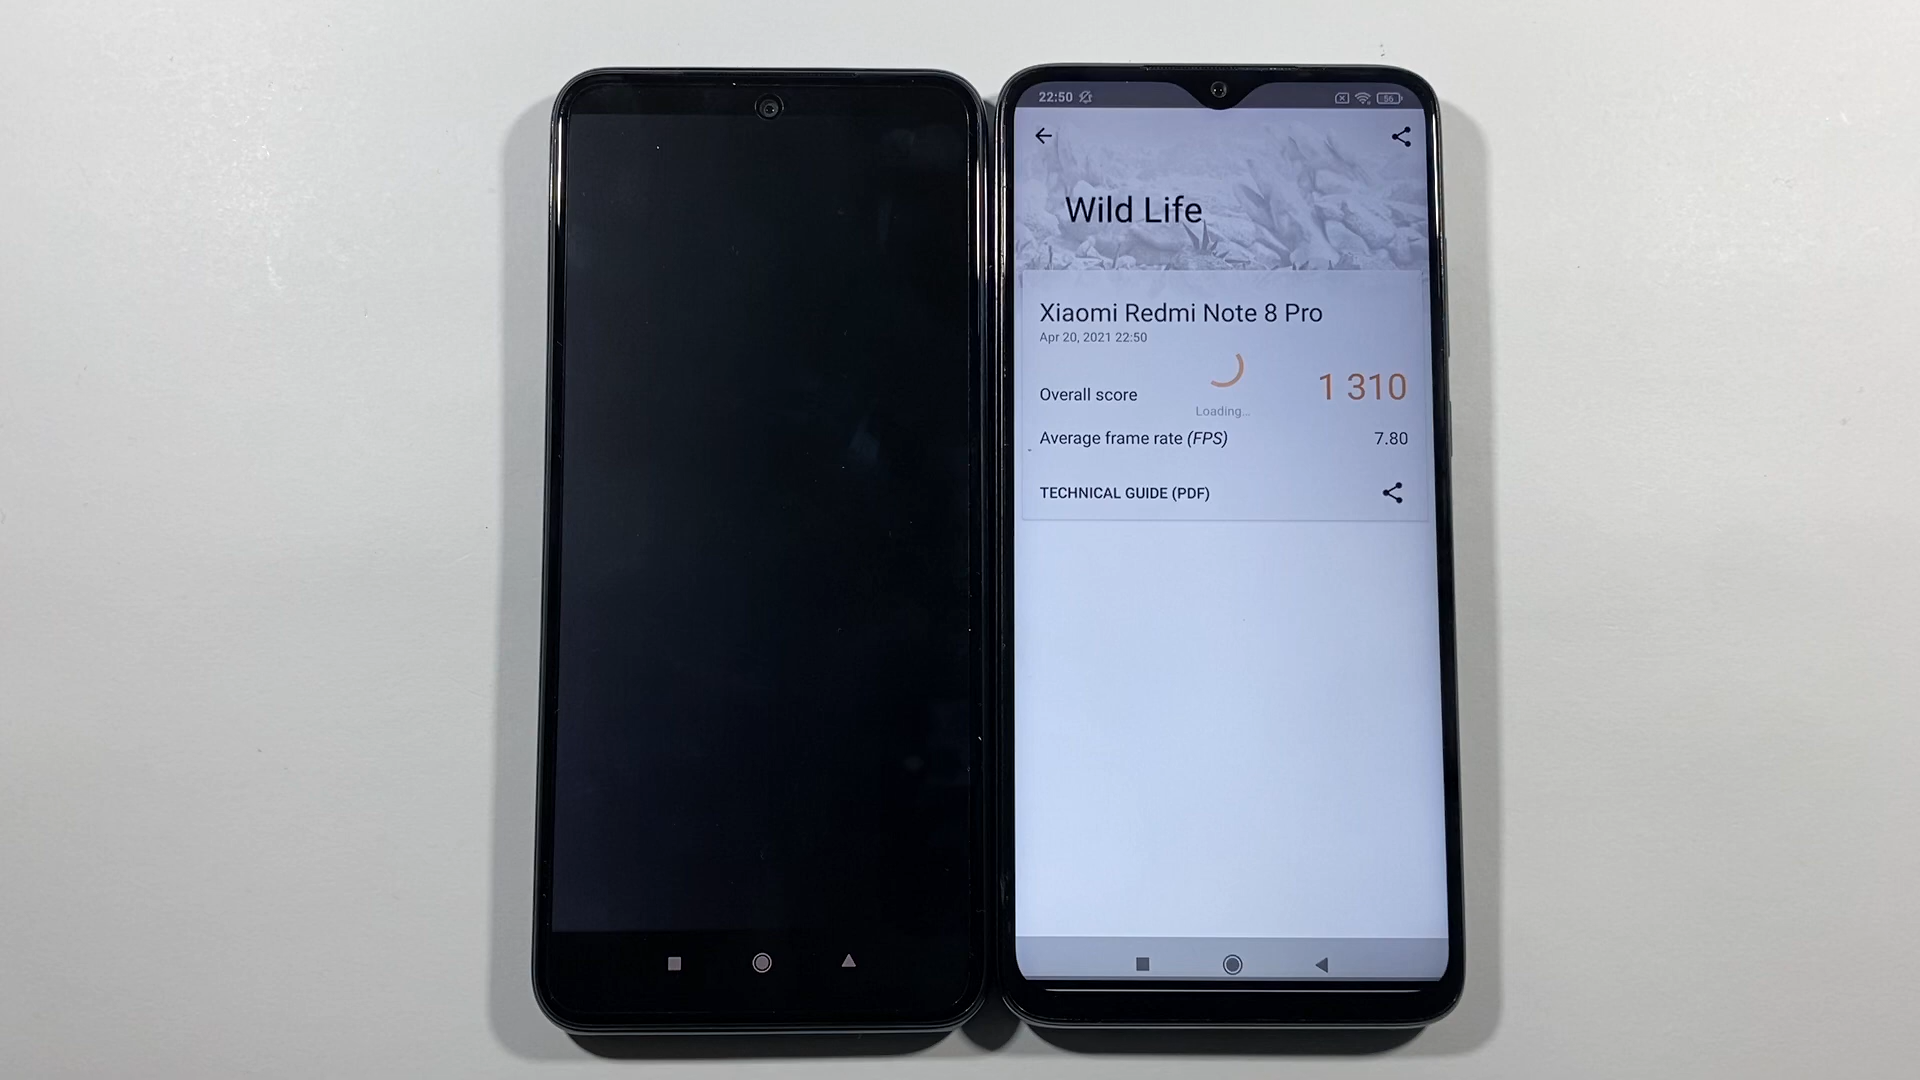 22:50
56
Wild Life
Xiaomi Redmi Note 8 Pro
Apr 20, 2021 22:50
Overall score
1 310
Loading...
Average frame rate (FPS)
7.80
TECHNICAL GUIDE (PDF)